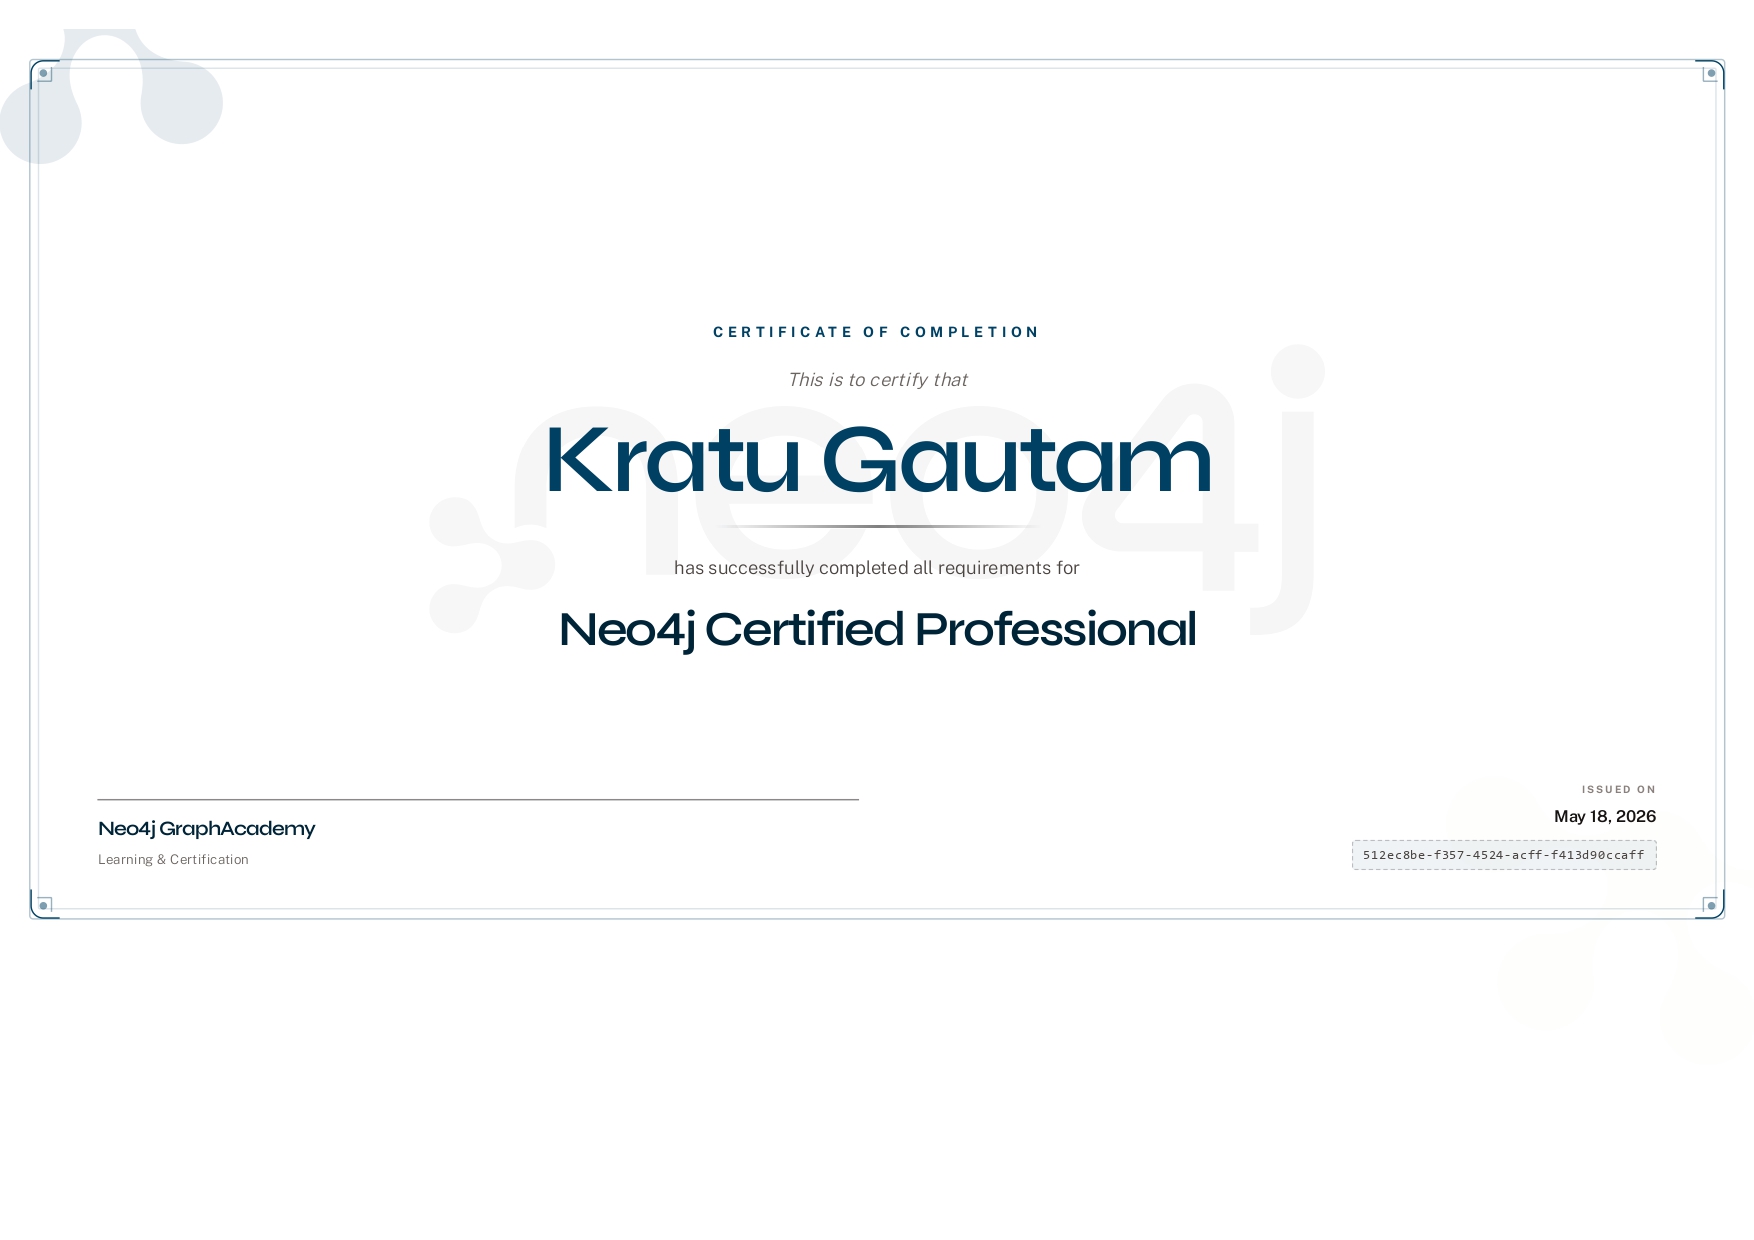 CERTIFICATE OF COMPLETION
This is to certify that
neo4j
Kratu Gautam
has successfully completed all requirements for
Neo4j Certified Professional
Neo4j GraphAcademy
Learning & Certification
ISSUED ON
May 18, 2026
512ec8be-f357-4524-acff-f413d90ccaff